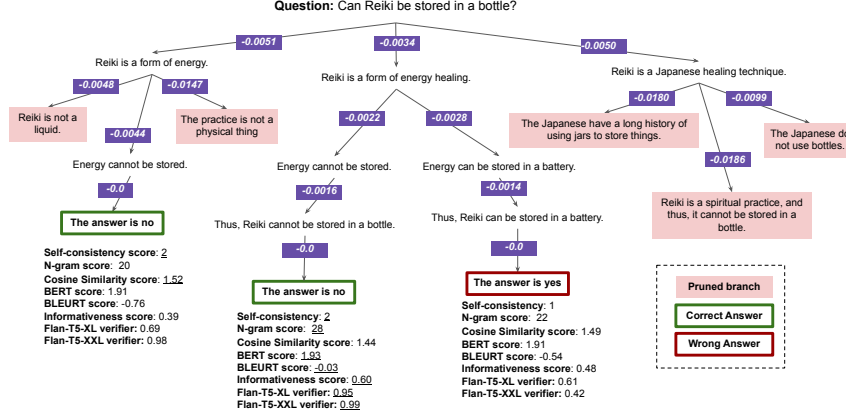 Question: Can Reiki be stored in a bottle?
-0.0051
-0.0034
-0.0050
Reiki is a form of energy.
Reiki is a form of energy healing.
Reiki is a Japanese healing technique.
-0.0048
-0.0147
-0.0044
-0.0022
-0.0028
-0.0180
-0.0099
-0.0186
Reiki is not a
liquid.
The practice is not a
physical thing
The Japanese have a long history of
using jars to store things.
The Japanese do
not use bottles.
Energy cannot be stored.
Energy cannot be stored.
Energy can be stored in a battery.
-0.0
-0.0016
-0.0014
Reiki is a spiritual practice, and
thus, it cannot be stored in a
bottle.
The answer is no
Thus, Reiki cannot be stored in a bottle.
Thus, Reiki can be stored in a battery.
-0.0
-0.0
Self-consistency score: 2
N-gram score: 20
Cosine Similarity score: 1.52
BERT score: 1.91
BLEURT score: -0.76
Informativeness score: 0.39
Flan-T5-XL verifier: 0.69
Flan-T5-XXL verifier: 0.98
The answer is no
Self-consistency: 2
N-gram score: 28
Cosine Similarity score: 1.44
BERT score: 1.93
BLEURT score: -0.03
Informativeness score: 0.60
Flan-T5-XL verifier: 0.95
Flan-T5-XXL verifier: 0.99
The answer is yes
Self-consistency: 1
N-gram score: 22
Cosine Similarity score: 1.49
BERT score: 1.91
BLEURT score: -0.54
Informativeness score: 0.48
Flan-T5-XL verifier: 0.61
Flan-T5-XXL verifier: 0.42
Pruned branch
Correct Answer
Wrong Answer